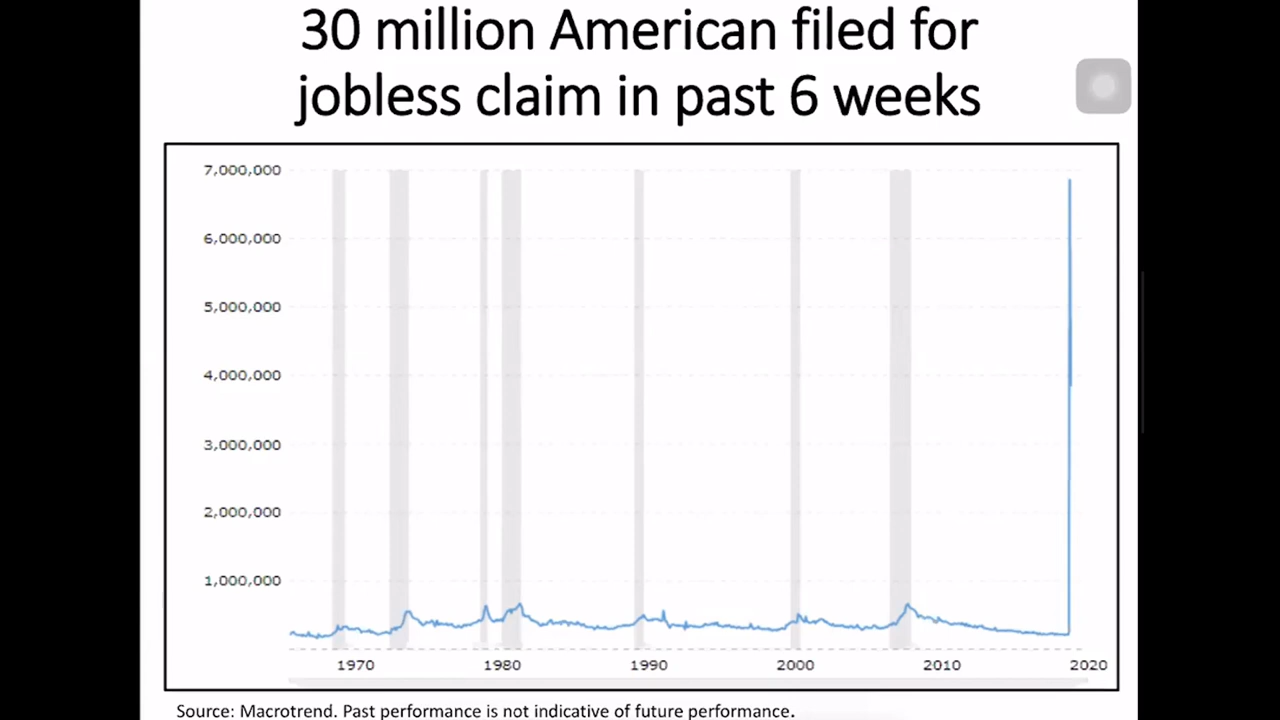 30 million American filed for
jobless claim in past 6 weeks
7,000,000
6,000,000
5,000,000
4,000,000
3,000,000
2,000,000
1,000,000
1970 1980 1990 2000 2010 2020
Source: Macrotrend. Past performance is not indicative of future performance.